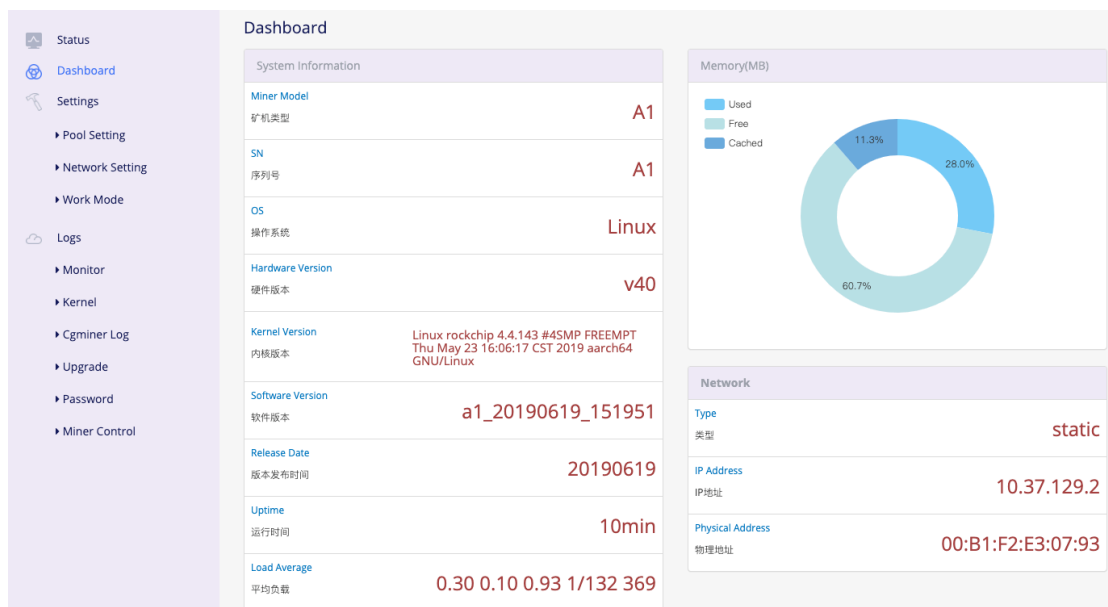 Status
Dashboard
Settings
Pool Setting
Network Setting
Work Mode
Logs
Monitor
Kernel
Cgminer Log
Upgrade
Password
Miner Control
Dashboard
System Information
Miner Model
矿机类型
A1
SN
序列号
A1
OS
操作系统
Linux
Hardware Version
硬件版本
v40
Kernel Version
内核版本
Linux rockchip 4.4.143 #4SMP FREEMPT
Thu May 23 16:06:17 CST 2019 aarch64
GNU/Linux
Software Version
软件版本
a1_20190619_151951
Release Date
版本发布时间
20190619
Uptime
运行时间
10min
Load Average
平均负载
0.30 0.10 0.93 1/132 369
Memory(MB)
Used
Free
Cached
11.3%
28.0%
60.7%
Network
Type
类型
static
IP Address
IP地址
10.37.129.2
Physical Address
物理地址
00:B1:F2:E3:07:93